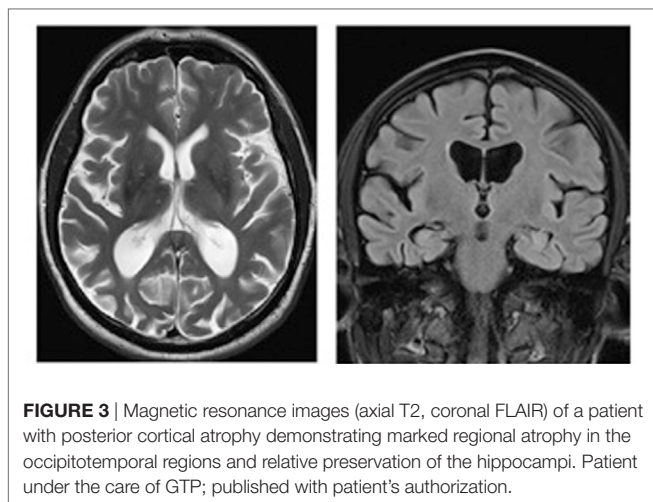 FIGURE 3 | Magnetic resonance images (axial T2, coronal FLAIR) of a patient
with posterior cortical atrophy demonstrating marked regional atrophy in the
occipitotemporal regions and relative preservation of the hippocampi. Patient
under the care of GTP; published with patient's authorization.